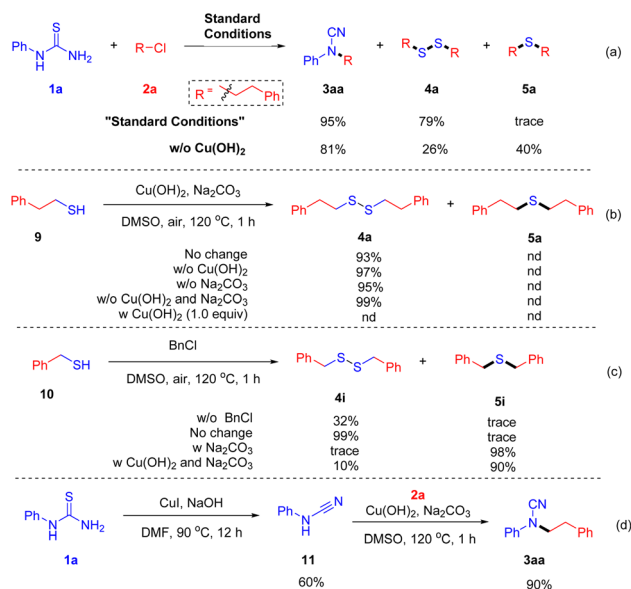 Standard
Conditions
S
Ph N H NH2 + R–Cl CN N Ph R + R S S R + R S R (a)
1a 2a 3aa 4a 5a
R = Ph
"Standard Conditions" 95% 79% trace
w/o Cu(OH)2 81% 26% 40%
Ph SH Cu(OH)2, Na2CO3 Ph S S Ph + Ph S Ph (b)
DMSO, air, 120 °C, 1 h
9 4a 5a
No change 93% nd
w/o Cu(OH)2 97% nd
w/o Na2CO3 95% nd
w/o Cu(OH)2 and Na2CO3 99% nd
w Cu(OH)2 (1.0 equiv) nd nd
Ph SH BnCl Ph S S Ph + Ph S Ph (c)
DMSO, air, 120 °C, 1 h
10 4i 5i
w/o BnCl 32% trace
No change 99% trace
w Na2CO3 trace 98%
w Cu(OH)2 and Na2CO3 10% 90%
2a
S CuI, NaOH N Cu(OH)2, Na2CO3 CN
Ph N H NH2 DMF, 90 °C, 12 h Ph N H DMSO, 120 °C, 1 h Ph N Ph (d)
1a 11 3aa
60% 90%